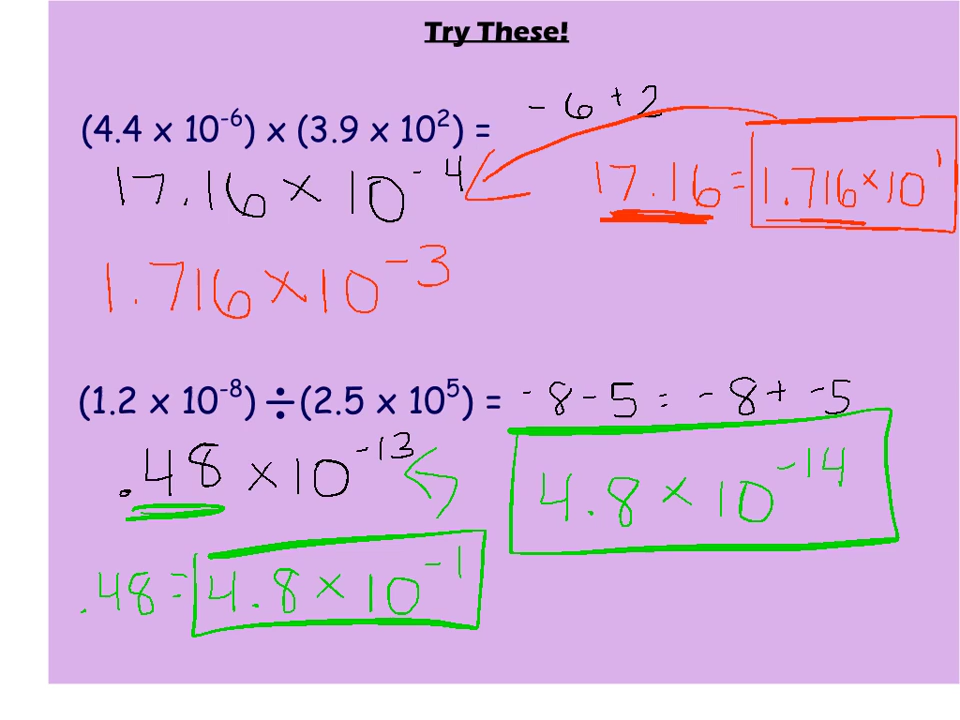 Try These!
(4.4 x 10⁻⁶) x (3.9 x 10²) = - 6 + 2
17.16 × 10⁻⁴ 17.16 = 1.716 × 10¹
1.716 × 10⁻³
(1.2 x 10⁻⁸) ÷ (2.5 x 10⁵) = -8 - 5 = -8 + -5
.48 × 10⁻¹³ 4.8 × 10⁻¹⁴
.48 = 4.8 × 10⁻¹